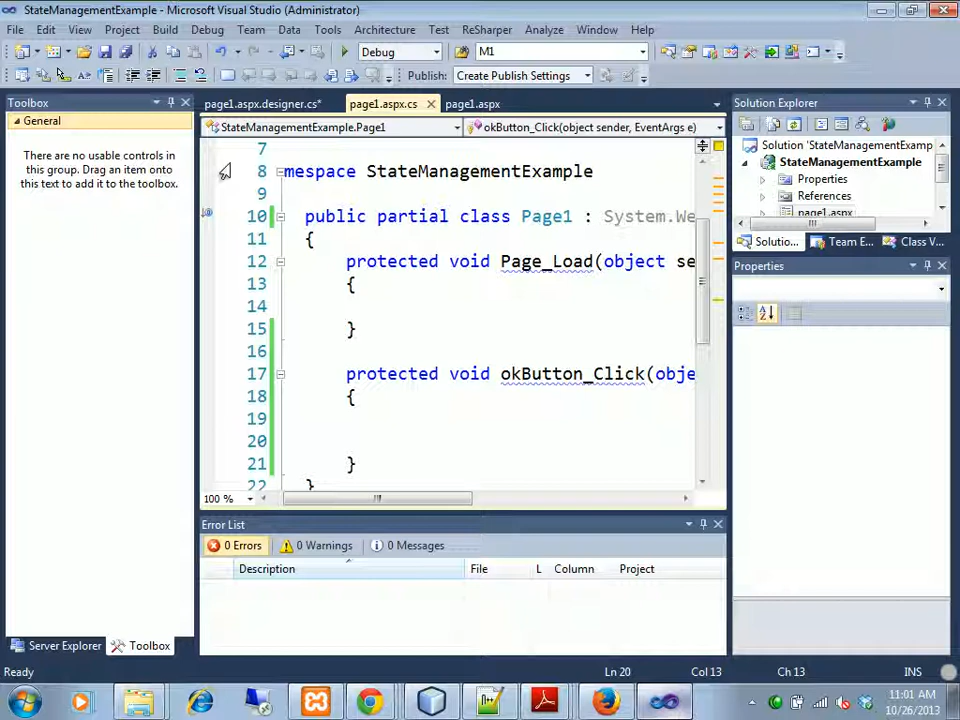 StateManagementExample - Microsoft Visual Studio (Administrator)
File Edit View Project Build Debug Team Data Tools Architecture Test ReSharper Analyze Window Help
Debug M1
Publish: Create Publish Settings
Toolbox
General
There are no usable controls in this group. Drag an item onto this text to add it to the toolbox.
Server Explorer Toolbox
page1.aspx.designer.cs* page1.aspx.cs page1.aspx
StateManagementExample.Page1 okButton_Click(object sender, EventArgs e)
7
8 mespace StateManagementExample
9
10 public partial class Page1 : System.We
11 {
12 protected void Page_Load(object se
13 {
14
15 }
16
17 protected void okButton_Click(obje
18 {
19
20
21 }
22 }
100 %
Error List
0 Errors 0 Warnings 0 Messages
Description File L Column Project
Solution Explorer
Solution 'StateManagementExamp
StateManagementExample
Properties
References
page1.aspx
Solutio... Team E... Class V...
Properties
Ready Ln 20 Col 13 Ch 13 INS
11:01 AM
10/26/2013